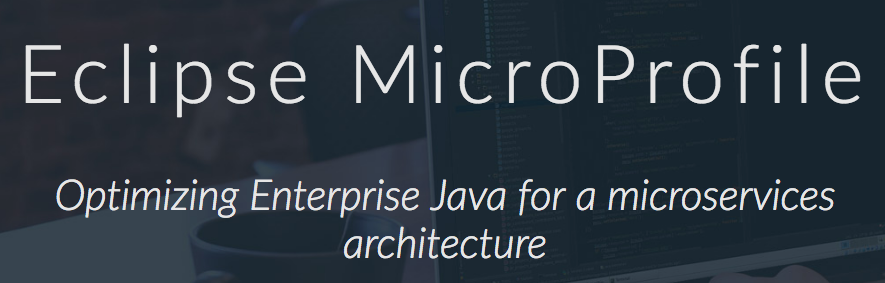 Eclipse MicroProfile
Optimizing Enterprise Java for a microservices
architecture